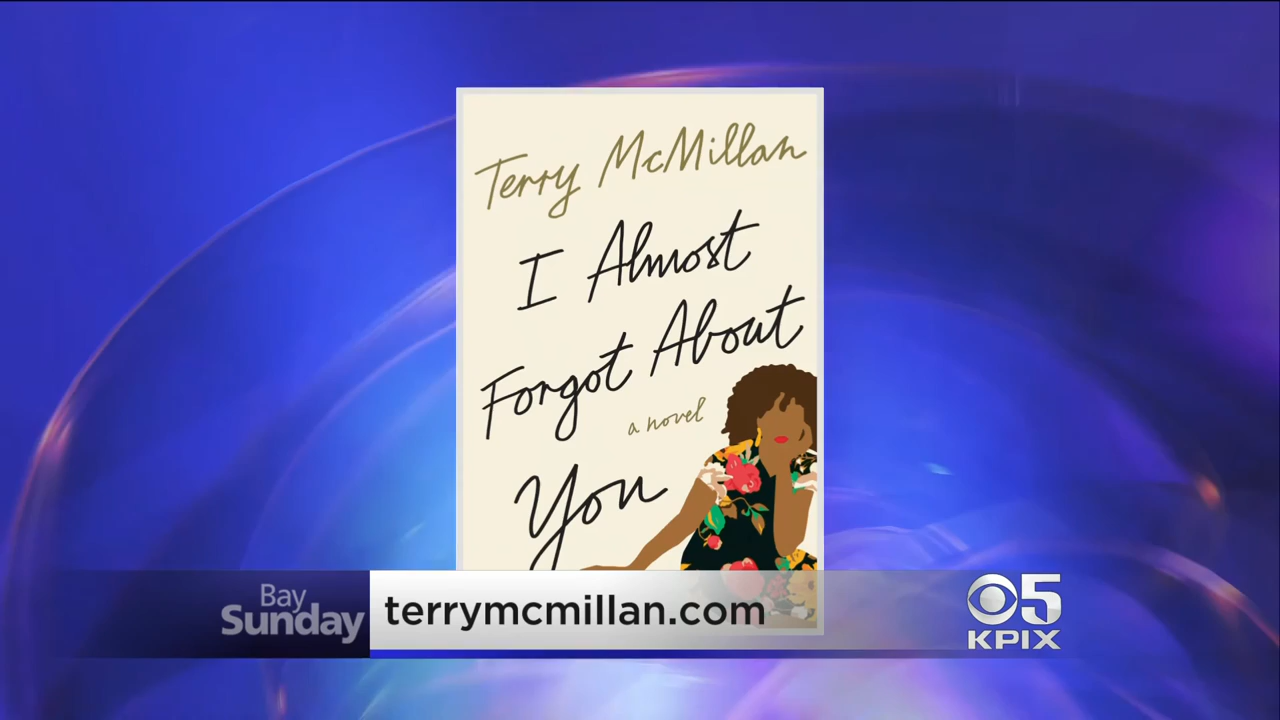 Terry McMillan
I Almost
Forgot About
a novel
You
Bay
Sunday
terrymcmillan.com
5
KPIX